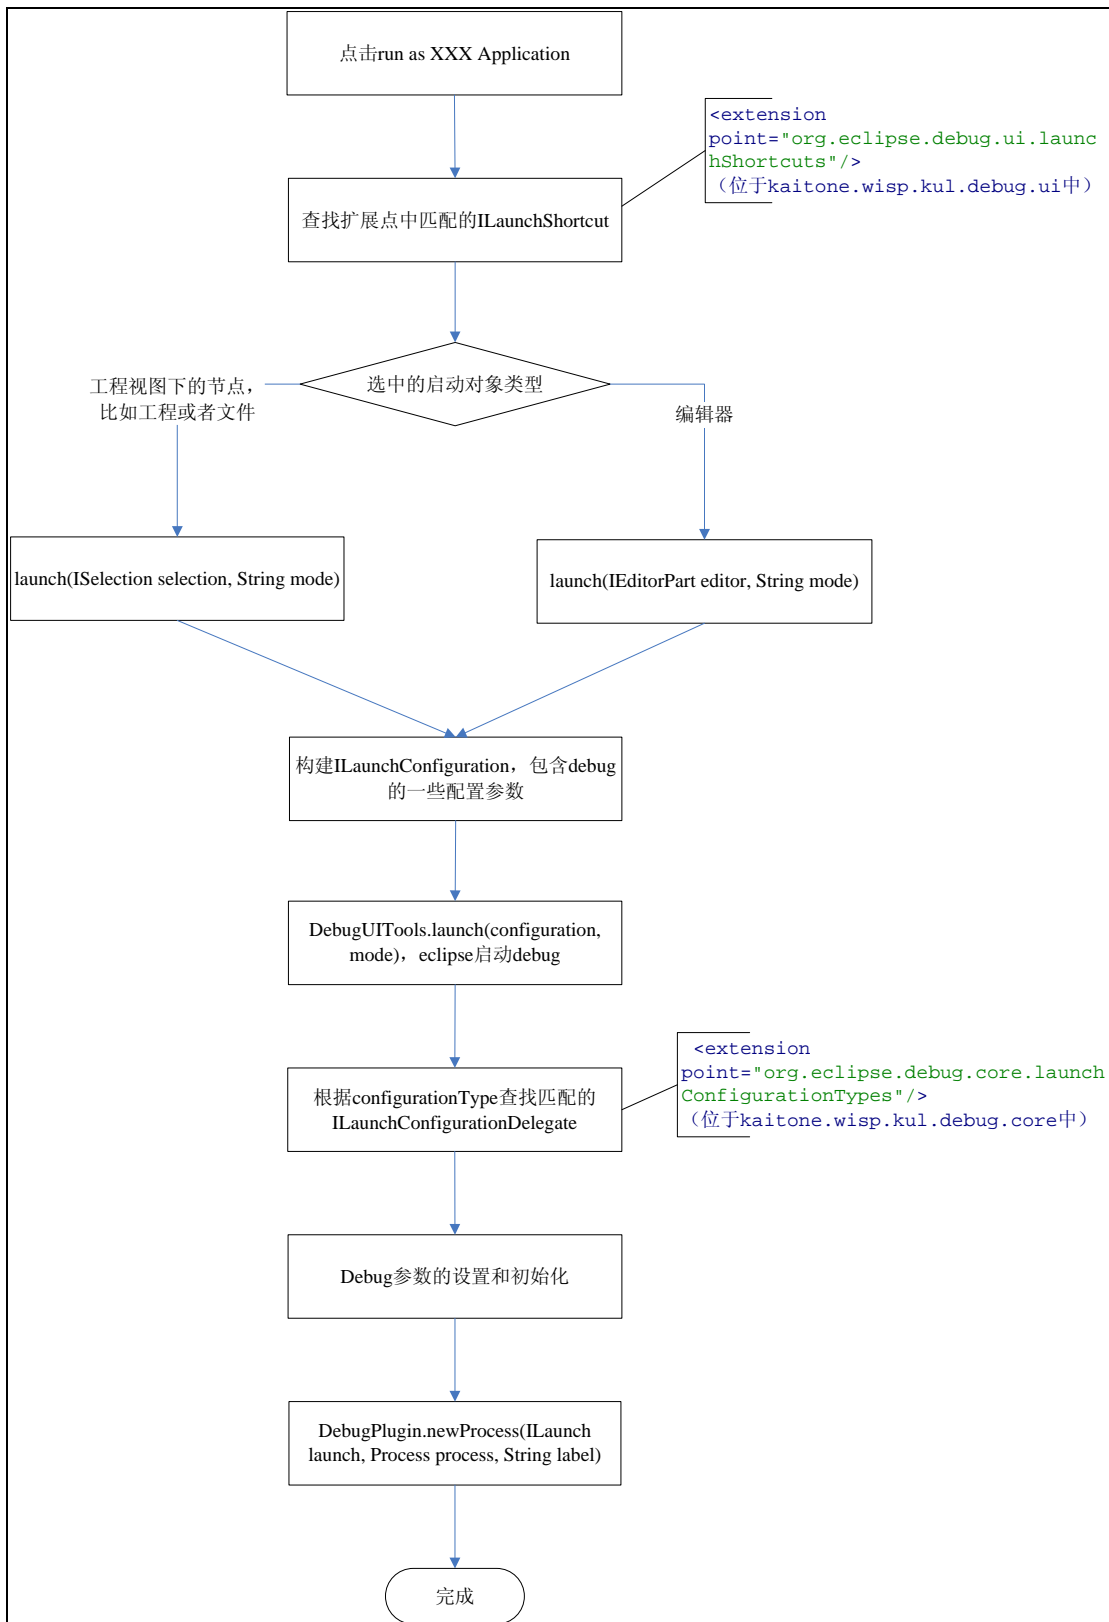 点击run as XXX Application
<extension
point="org.eclipse.debug.ui.launc
hShortcuts"/>
（位于kaitone.wisp.kul.debug.ui中）
查找扩展点中匹配的ILaunchShortcut
选中的启动对象类型
工程视图下的节点，
比如工程或者文件
编辑器
launch(ISelection selection, String mode)
launch(IEditorPart editor, String mode)
构建ILaunchConfiguration，包含debug
的一些配置参数
DebugUITools.launch(configuration,
mode)，eclipse启动debug
<extension
point="org.eclipse.debug.core.launch
ConfigurationTypes"/>
（位于kaitone.wisp.kul.debug.core中）
根据configurationType查找匹配的
ILaunchConfigurationDelegate
Debug参数的设置和初始化
DebugPlugin.newProcess(ILaunch
launch, Process process, String label)
完成